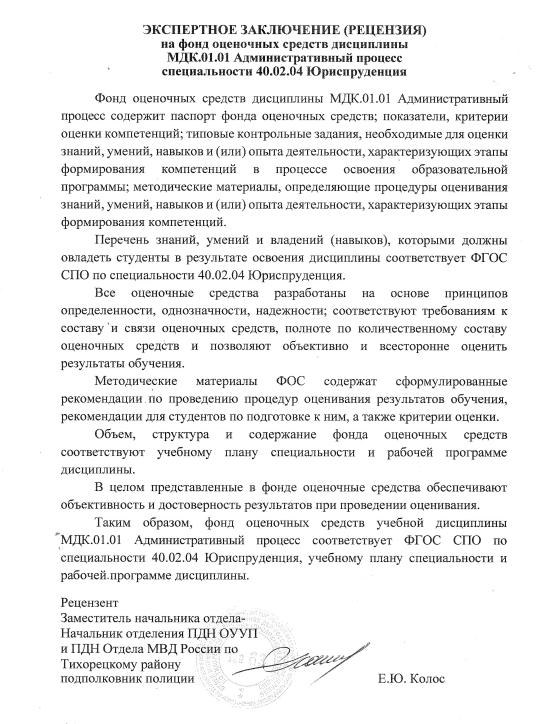 ЭКСПЕРТНОЕ ЗАКЛЮЧЕНИЕ (РЕЦЕНЗИЯ)
на фонд оценочных средств дисциплины
МДК.01.01 Административный процесс
специальности 40.02.04 Юриспруденция
Фонд оценочных средств дисциплины МДК.01.01 Административный
процесс содержит паспорт фонда оценочных средств; показатели, критерии
оценки компетенций; типовые контрольные задания, необходимые для оценки
знаний, умений, навыков и (или) опыта деятельности, характеризующих этапы
формирования компетенций в процессе освоения образовательной
программы; методические материалы, определяющие процедуры оценивания
знаний, умений, навыков и (или) опыта деятельности, характеризующих этапы
формирования компетенций.
Перечень знаний, умений и владений (навыков), которыми должны
овладеть студенты в результате освоения дисциплины соответствует ФГОС
СПО по специальности 40.02.04 Юриспруденция.
Все оценочные средства разработаны на основе принципов
определенности, однозначности, надежности; соответствуют требованиям к
составу и связи оценочных средств, полноте по количественному составу
оценочных средств и позволяют объективно и всесторонне оценить
результаты обучения.
Методические материалы ФОС содержат сформулированные
рекомендации по проведению процедур оценивания результатов обучения,
рекомендации для студентов по подготовке к ним, а также критерии оценки.
Объем, структура и содержание фонда оценочных средств
соответствуют учебному плану специальности и рабочей программе
дисциплины.
В целом представленные в фонде оценочные средства обеспечивают
объективность и достоверность результатов при проведении оценивания.
Таким образом, фонд оценочных средств учебной дисциплины
МДК.01.01 Административный процесс соответствует ФГОС СПО по
специальности 40.02.04 Юриспруденция, учебному плану специальности и
рабочей программе дисциплины.
Рецензент
Заместитель начальника отдела-
Начальник отделения ПДН ОУУП
и ПДН Отдела МВД России по
Тихорецкому району
подполковник полиции Е.Ю. Колос